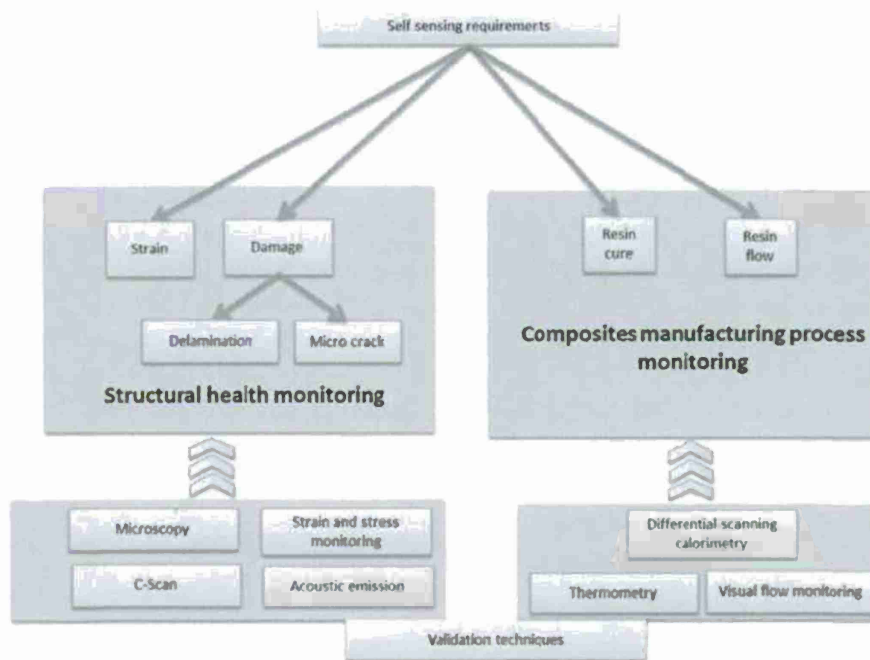 Self sensing requirements
Strain
Damage
Resin
cure
Resin
flow
Delamination
Micro crack
Structural health monitoring
Composites manufacturing process
monitoring
Microscopy
Strain and stress
monitoring
C-Scan
Acoustic emission
Differential scanning
calorimetry
Thermometry
Visual flow monitoring
Validation techniques